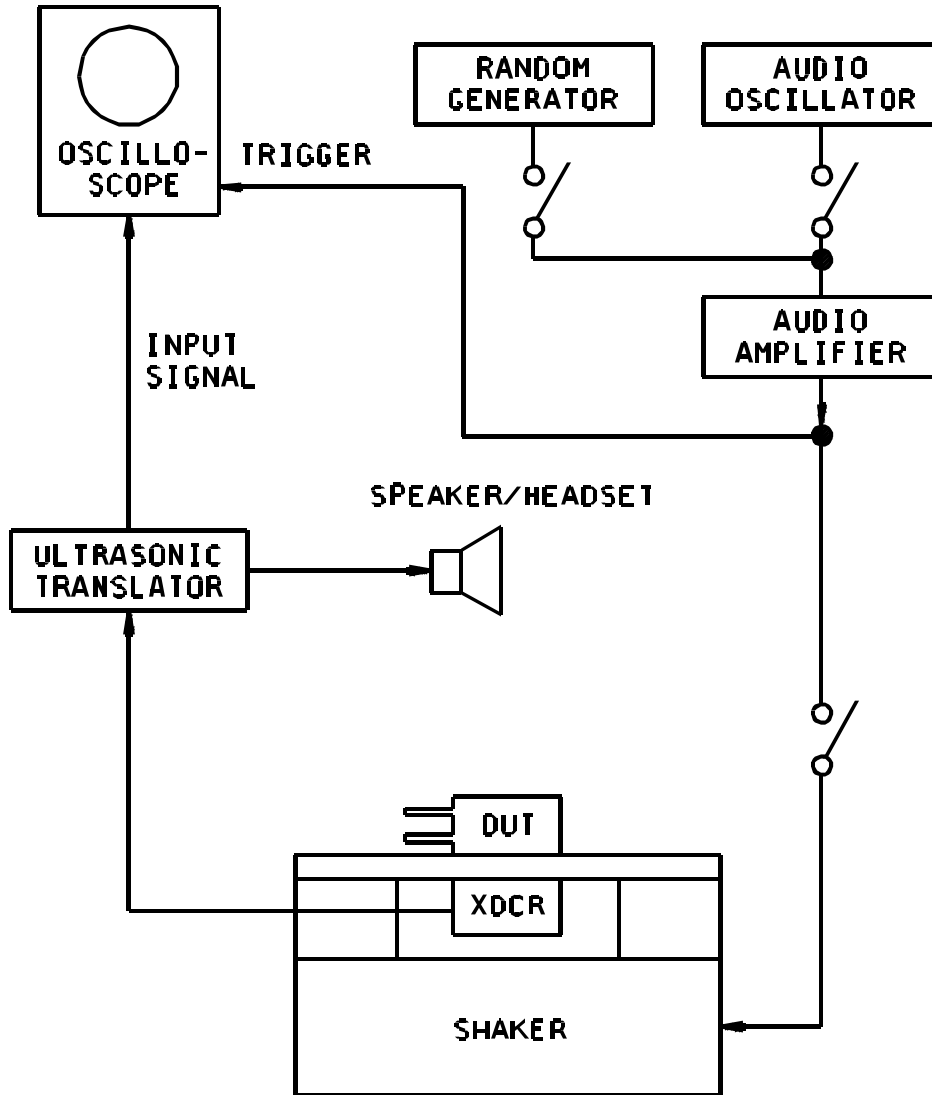 OSCILLO-
SCOPE
TRIGGER
RANDOM
GENERATOR
AUDIO
OSCILLATOR
INPUT
SIGNAL
AUDIO
AMPLIFIER
SPEAKER/HEADSET
ULTRASONIC
TRANSLATOR
DUT
XDCR
SHAKER